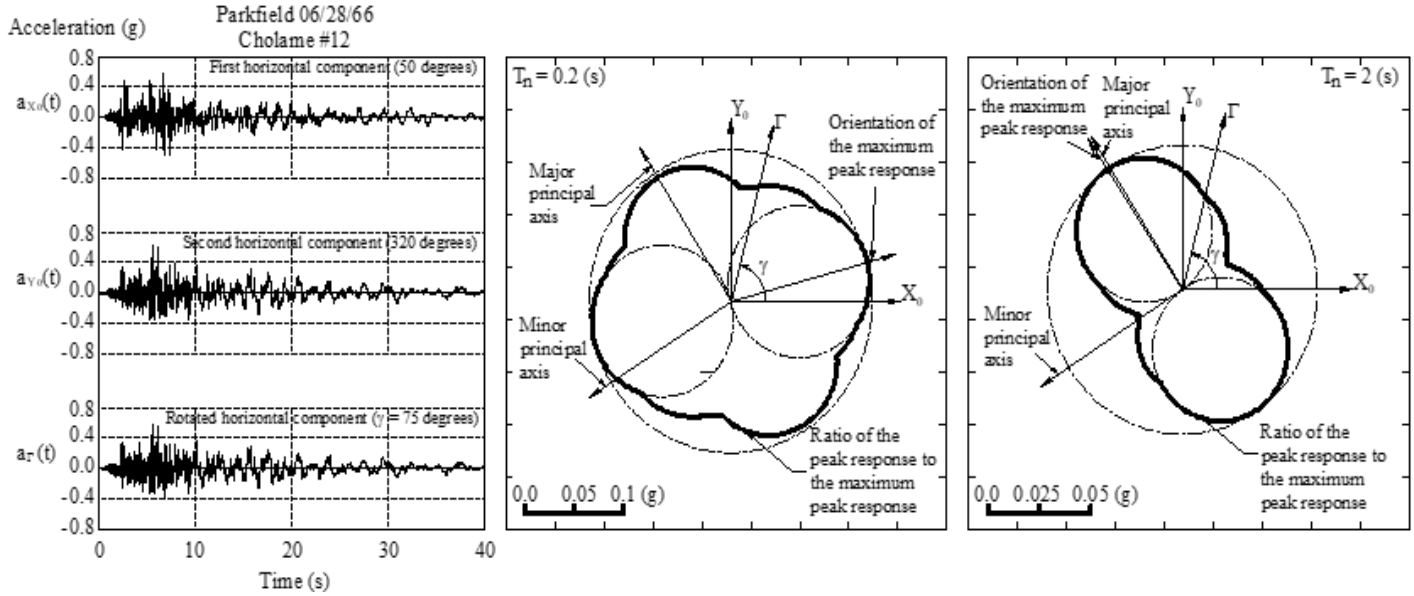 Parkfield 06/28/66
Cholame #12
Acceleration (g)
0.8
First horizontal component (50 degrees)
0.4
aX₀(t)
0.0
-0.4
-0.8
0.8
Second horizontal component (320 degrees)
0.4
aY₀(t)
0.0
-0.4
-0.8
0.8
Rotated horizontal component (γ = 75 degrees)
0.4
aΓ(t)
0.0
-0.4
-0.8
0 10 20 30 40
Time (s)
Tn = 0.2 (s)
Y₀
Γ
Orientation of
the maximum
peak response
Major
principal
axis
γ
X₀
Minor
principal
axis
Ratio of the
peak response to
the maximum
peak response
0.0 0.05 0.1 (g)
Tn = 2 (s)
Orientation of
the maximum
peak response
Major
principal
axis
Y₀
Γ
γ
X₀
Minor
principal
axis
Ratio of the
peak response to
the maximum
peak response
0.0 0.025 0.05 (g)